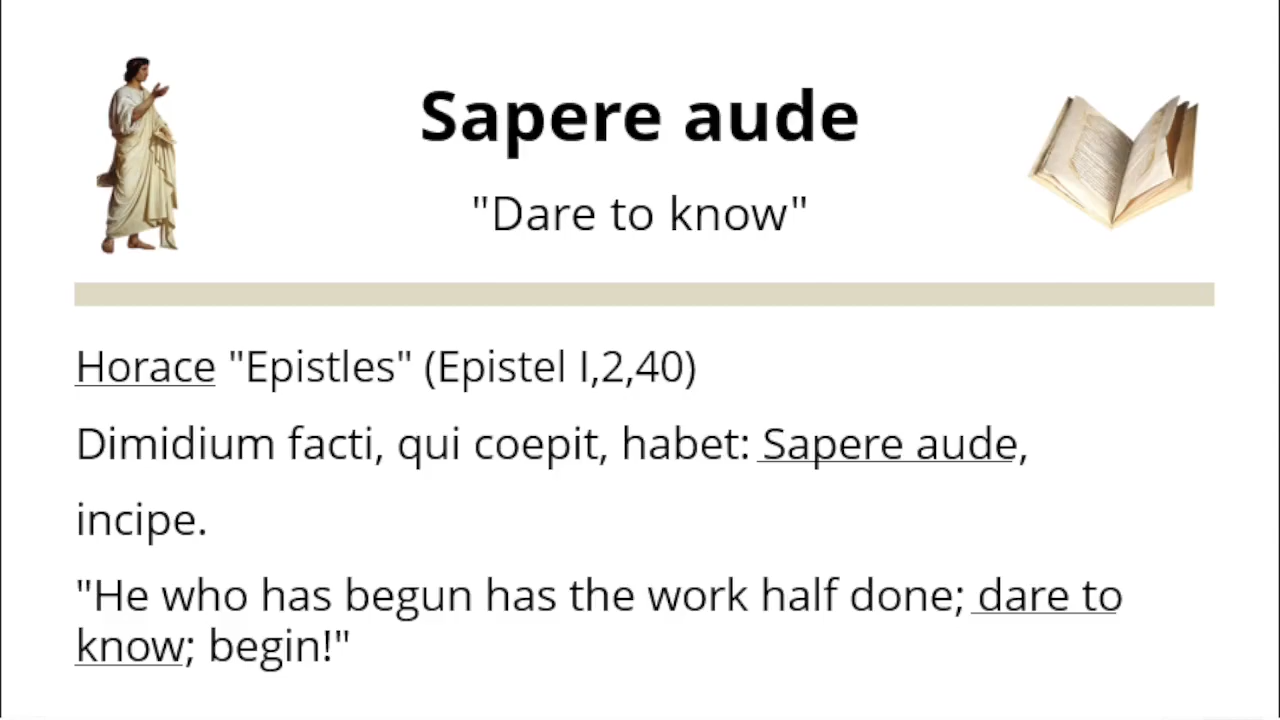 Sapere aude
"Dare to know"
Horace "Epistles" (Epistel I,2,40)
Dimidium facti, qui coepit, habet: Sapere aude,
incipe.
"He who has begun has the work half done; dare to
know; begin!"